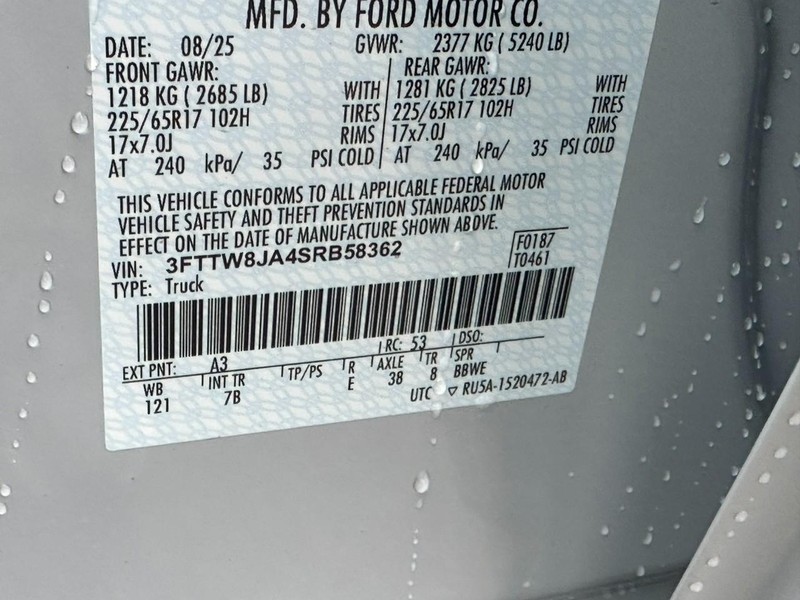 MFD. BY FORD MOTOR CO.
DATE: 08/25 GVWR: 2377 KG ( 5240 LB)
FRONT GAWR: REAR GAWR:
1218 KG ( 2685 LB) WITH 1281 KG ( 2825 LB) WITH
225/65R17 102H TIRES 225/65R17 102H TIRES
17x7.0J RIMS 17x7.0J RIMS
AT 240 kPa/ 35 PSI COLD AT 240 kPa/ 35 PSI COLD
THIS VEHICLE CONFORMS TO ALL APPLICABLE FEDERAL MOTOR
VEHICLE SAFETY AND THEFT PREVENTION STANDARDS IN
EFFECT ON THE DATE OF MANUFACTURE SHOWN ABOVE.
VIN: 3FTTW8JA4SRB58362 F0187
TYPE: Truck T0461
EXT PNT: A3 RC: 53 DSO:
WB INT TR TP/PS R AXLE TR SPR
121 7B E 38 8 BBWE
UTC ▽ RU5A-1520472-AB